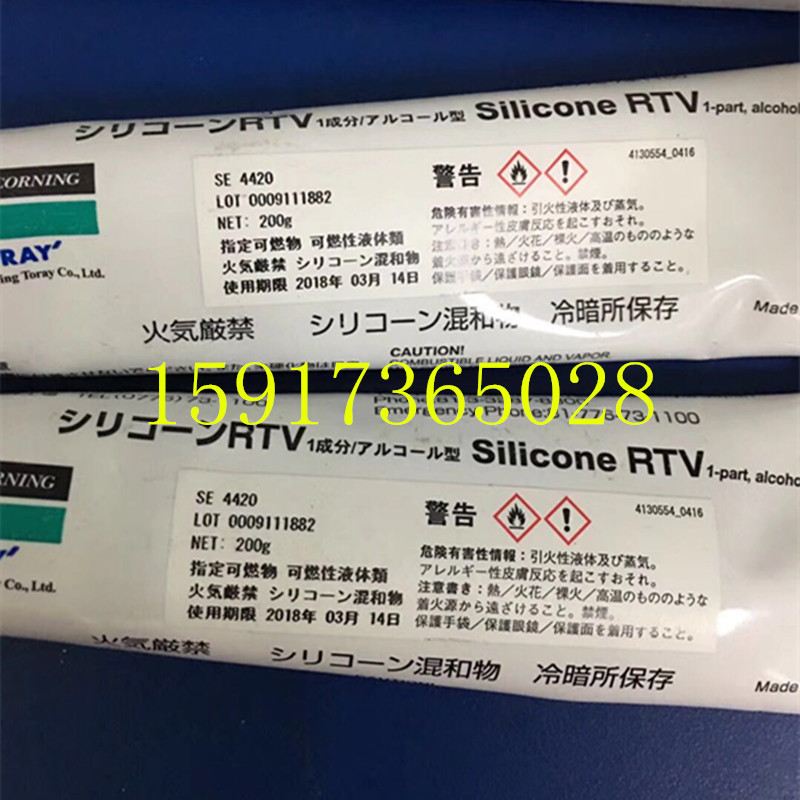 シリコーンRTV 1成分/アルコール型 Silicone RTV 1-part, alcohol
CORNING
RAY
ing Toray Co., Ltd.
SE 4420
LOT 0009111882
NET: 200g
指定可燃物 可燃性液体類
火気厳禁 シリコーン混和物
使用期限 2018年 03月 14日
警告
4130554_0416
危険有害性情報：引火性液体及び蒸気。
アレルギー性皮膚反応を起こすおそれ。
注意書き：熱／火花／裸火／高温のもののような
着火源から遠ざけること。禁煙。
保護手袋／保護眼鏡／保護面を着用すること。
火気厳禁 シリコーン混和物 冷暗所保存
Made
CAUTION!
COMBUSTIBLE LIQUID AND VAPOR.
15917365028
シリコーンRTV 1成分/アルコール型 Silicone RTV 1-part, alcoho
RNING
Co., Ltd.
SE 4420
LOT 0009111882
NET: 200g
指定可燃物 可燃性液体類
火気厳禁 シリコーン混和物
使用期限 2018年 03月 14日
警告
4130554_0416
危険有害性情報：引火性液体及び蒸気。
アレルギー性皮膚反応を起こすおそれ。
注意書き：熱／火花／裸火／高温のもののような
着火源から遠ざけること。禁煙。
保護手袋／保護眼鏡／保護面を着用すること。
火気厳禁 シリコーン混和物 冷暗所保存
Made